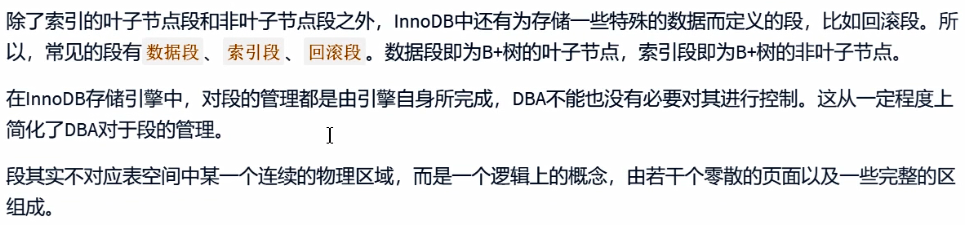 除了索引的叶子节点段和非叶子节点段之外，InnoDB中还有为存储一些特殊的数据而定义的段，比如回滚段。所
以，常见的段有 数据段 、 索引段 、 回滚段 。数据段即为B+树的叶子节点，索引段即为B+树的非叶子节点。
在InnoDB存储引擎中，对段的管理都是由引擎自身所完成，DBA不能也没有必要对其进行控制。这从一定程度上
简化了DBA对于段的管理。
段其实不对应表空间中某一个连续的物理区域，而是一个逻辑上的概念，由若干个零散的页面以及一些完整的区
组成。